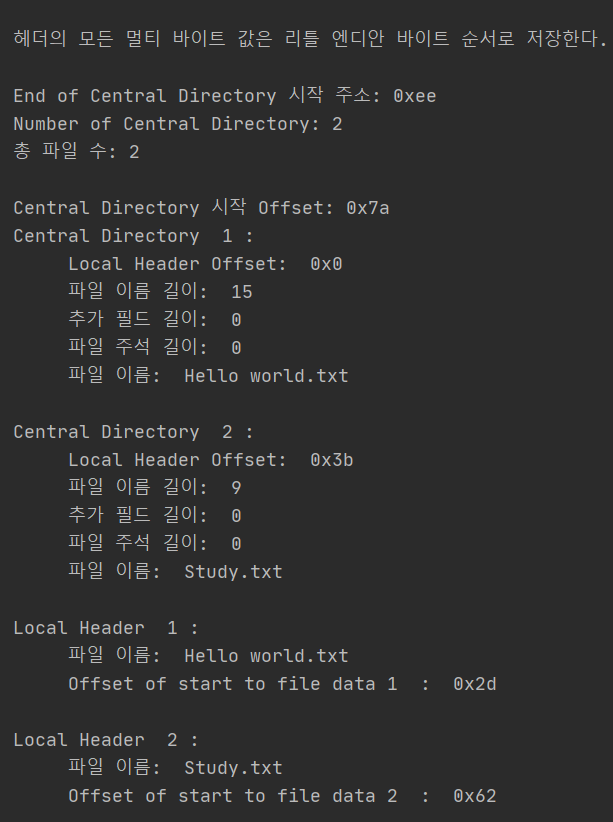 헤더의 모든 멀티 바이트 값은 리틀 엔디안 바이트 순서로 저장한다.
End of Central Directory 시작 주소: 0xee
Number of Central Directory: 2
총 파일 수: 2
Central Directory 시작 Offset: 0x7a
Central Directory  1 :
Local Header Offset:  0x0
파일 이름 길이:  15
추가 필드 길이:  0
파일 주석 길이:  0
파일 이름:  Hello world.txt
Central Directory  2 :
Local Header Offset:  0x3b
파일 이름 길이:  9
추가 필드 길이:  0
파일 주석 길이:  0
파일 이름:  Study.txt
Local Header  1 :
파일 이름:  Hello world.txt
Offset of start to file data 1  :  0x2d
Local Header  2 :
파일 이름:  Study.txt
Offset of start to file data 2  :  0x62